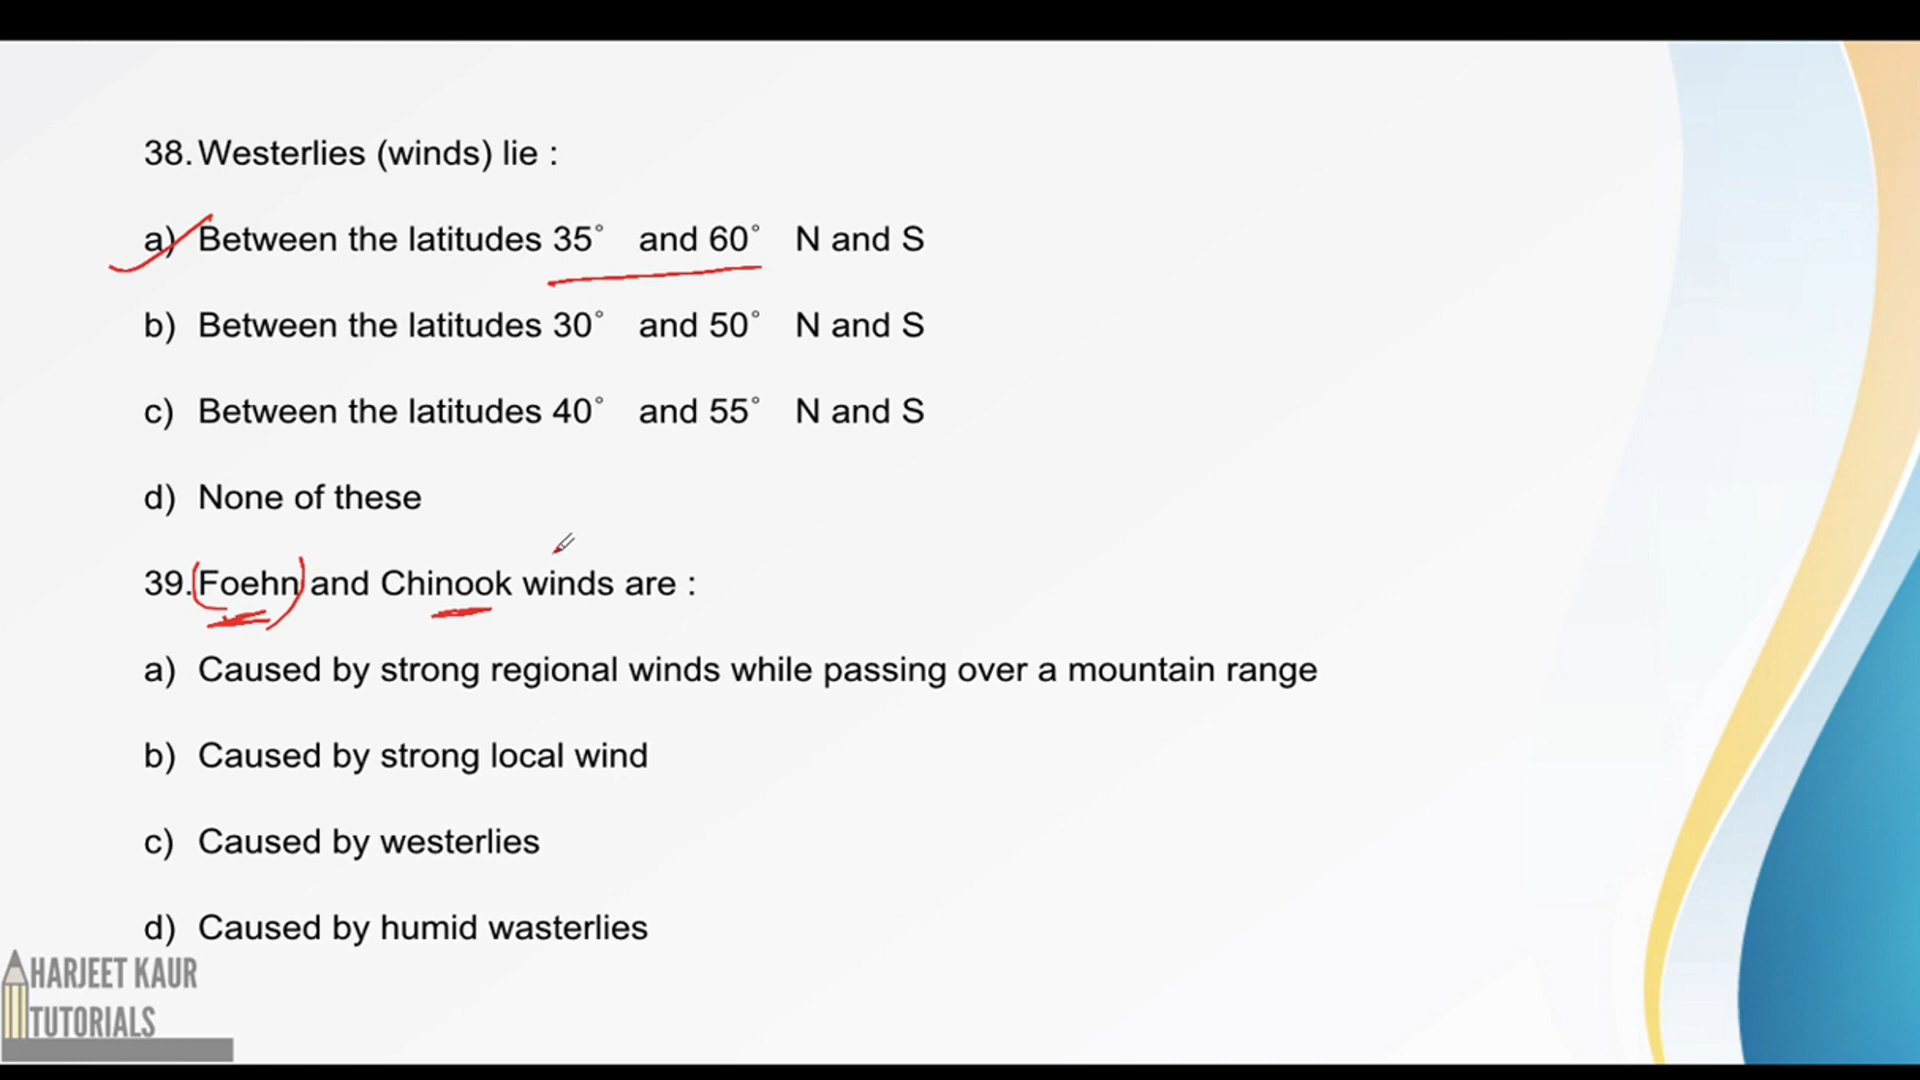 38. Westerlies (winds) lie :
a) Between the latitudes 35° and 60° N and S
b) Between the latitudes 30° and 50° N and S
c) Between the latitudes 40° and 55° N and S
d) None of these
39. Foehn and Chinook winds are :
a) Caused by strong regional winds while passing over a mountain range
b) Caused by strong local wind
c) Caused by westerlies
d) Caused by humid wasterlies
HARJEET KAUR
TUTORIALS